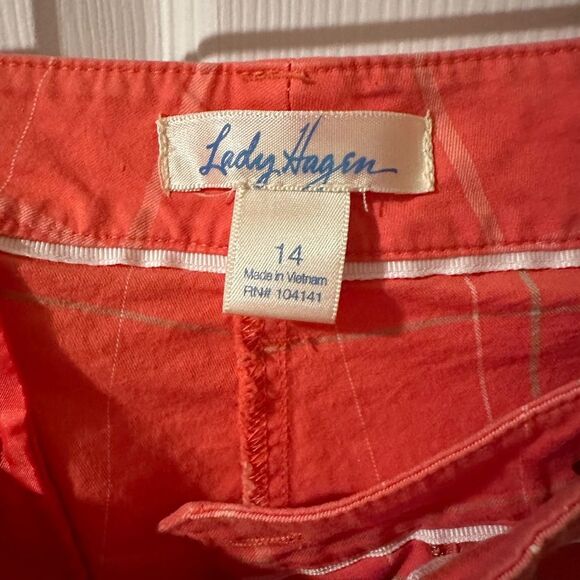 Lady Hagen
14
Made in Vietnam
RN# 104141